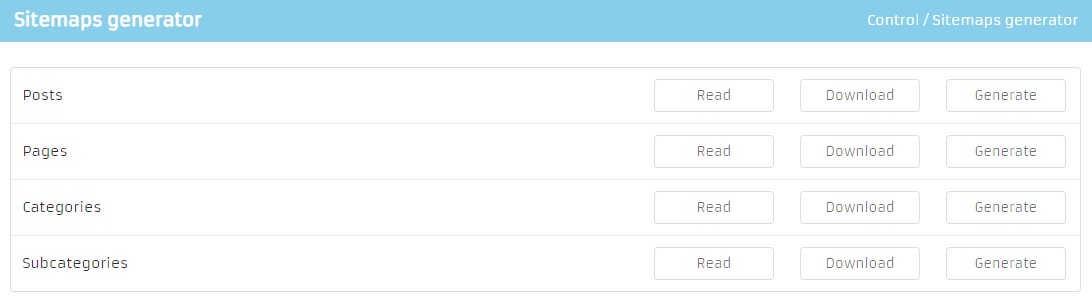 Sitemaps generator Control / Sitemaps generator
Posts Read Download Generate
Pages Read Download Generate
Categories Read Download Generate
Subcategories Read Download Generate